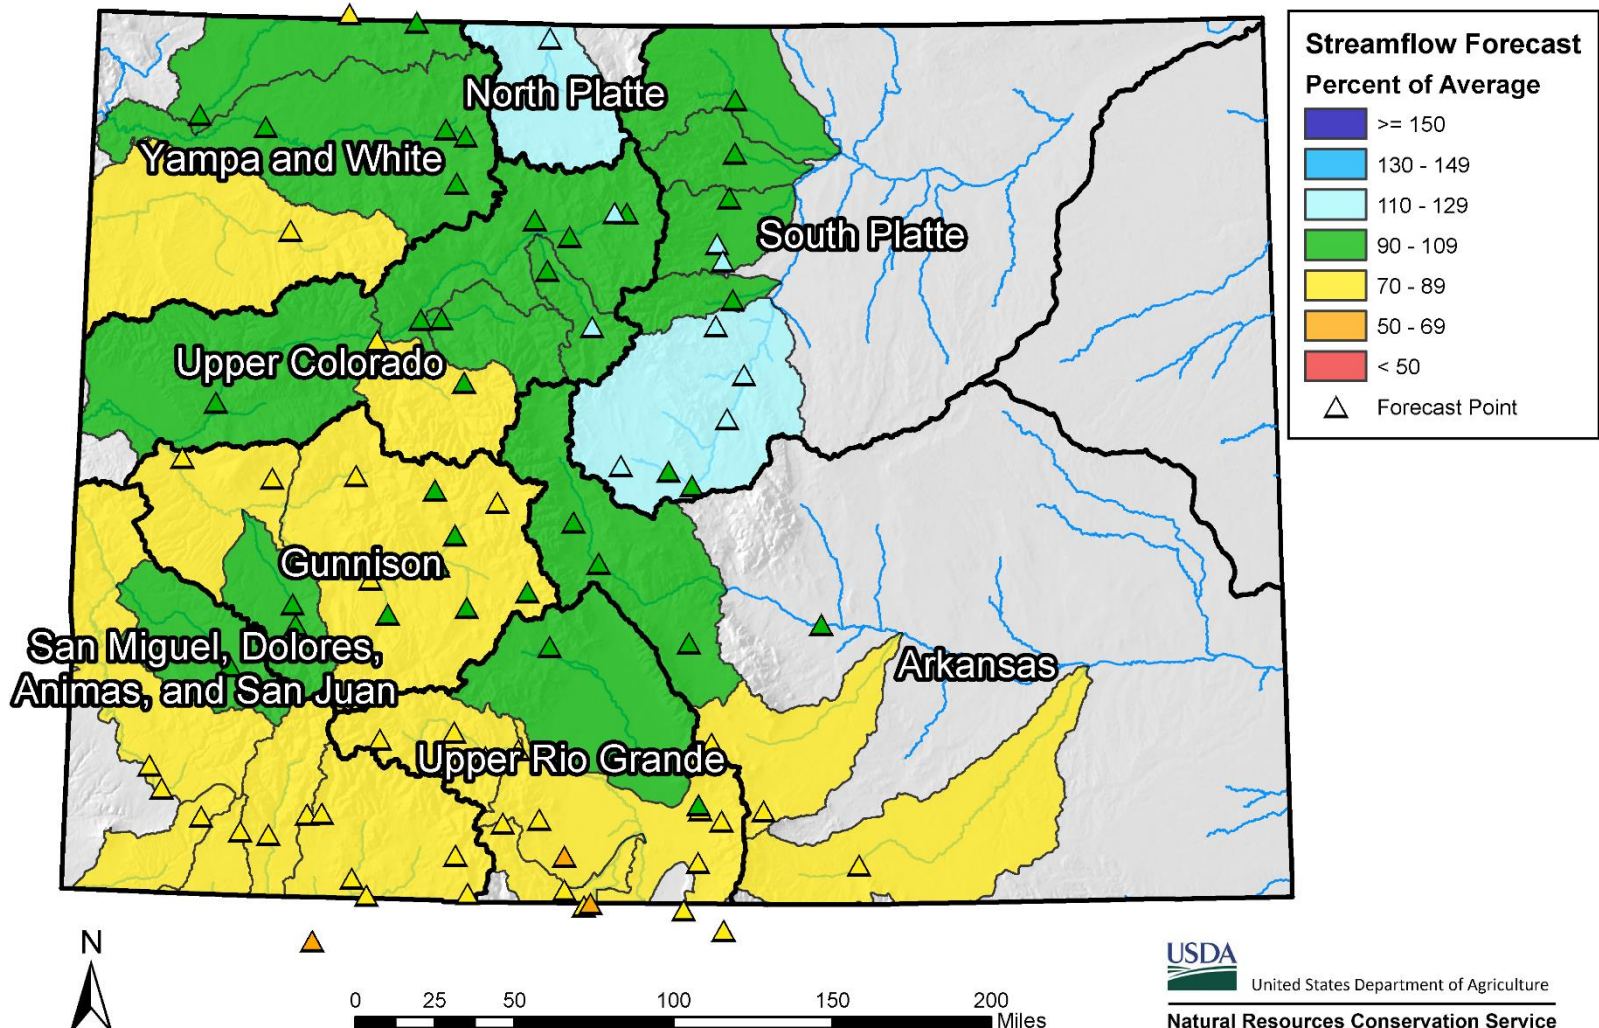 Streamflow Forecast
Percent of Average
>= 150
130 - 149
110 - 129
90 - 109
70 - 89
50 - 69
< 50
Forecast Point
North Platte
Yampa and White
South Platte
Upper Colorado
Gunnison
San Miguel, Dolores,
Animas, and San Juan
Arkansas
Upper Rio Grande
N
0 25 50 100 150 200
Miles
USDA
United States Department of Agriculture
Natural Resources Conservation Service